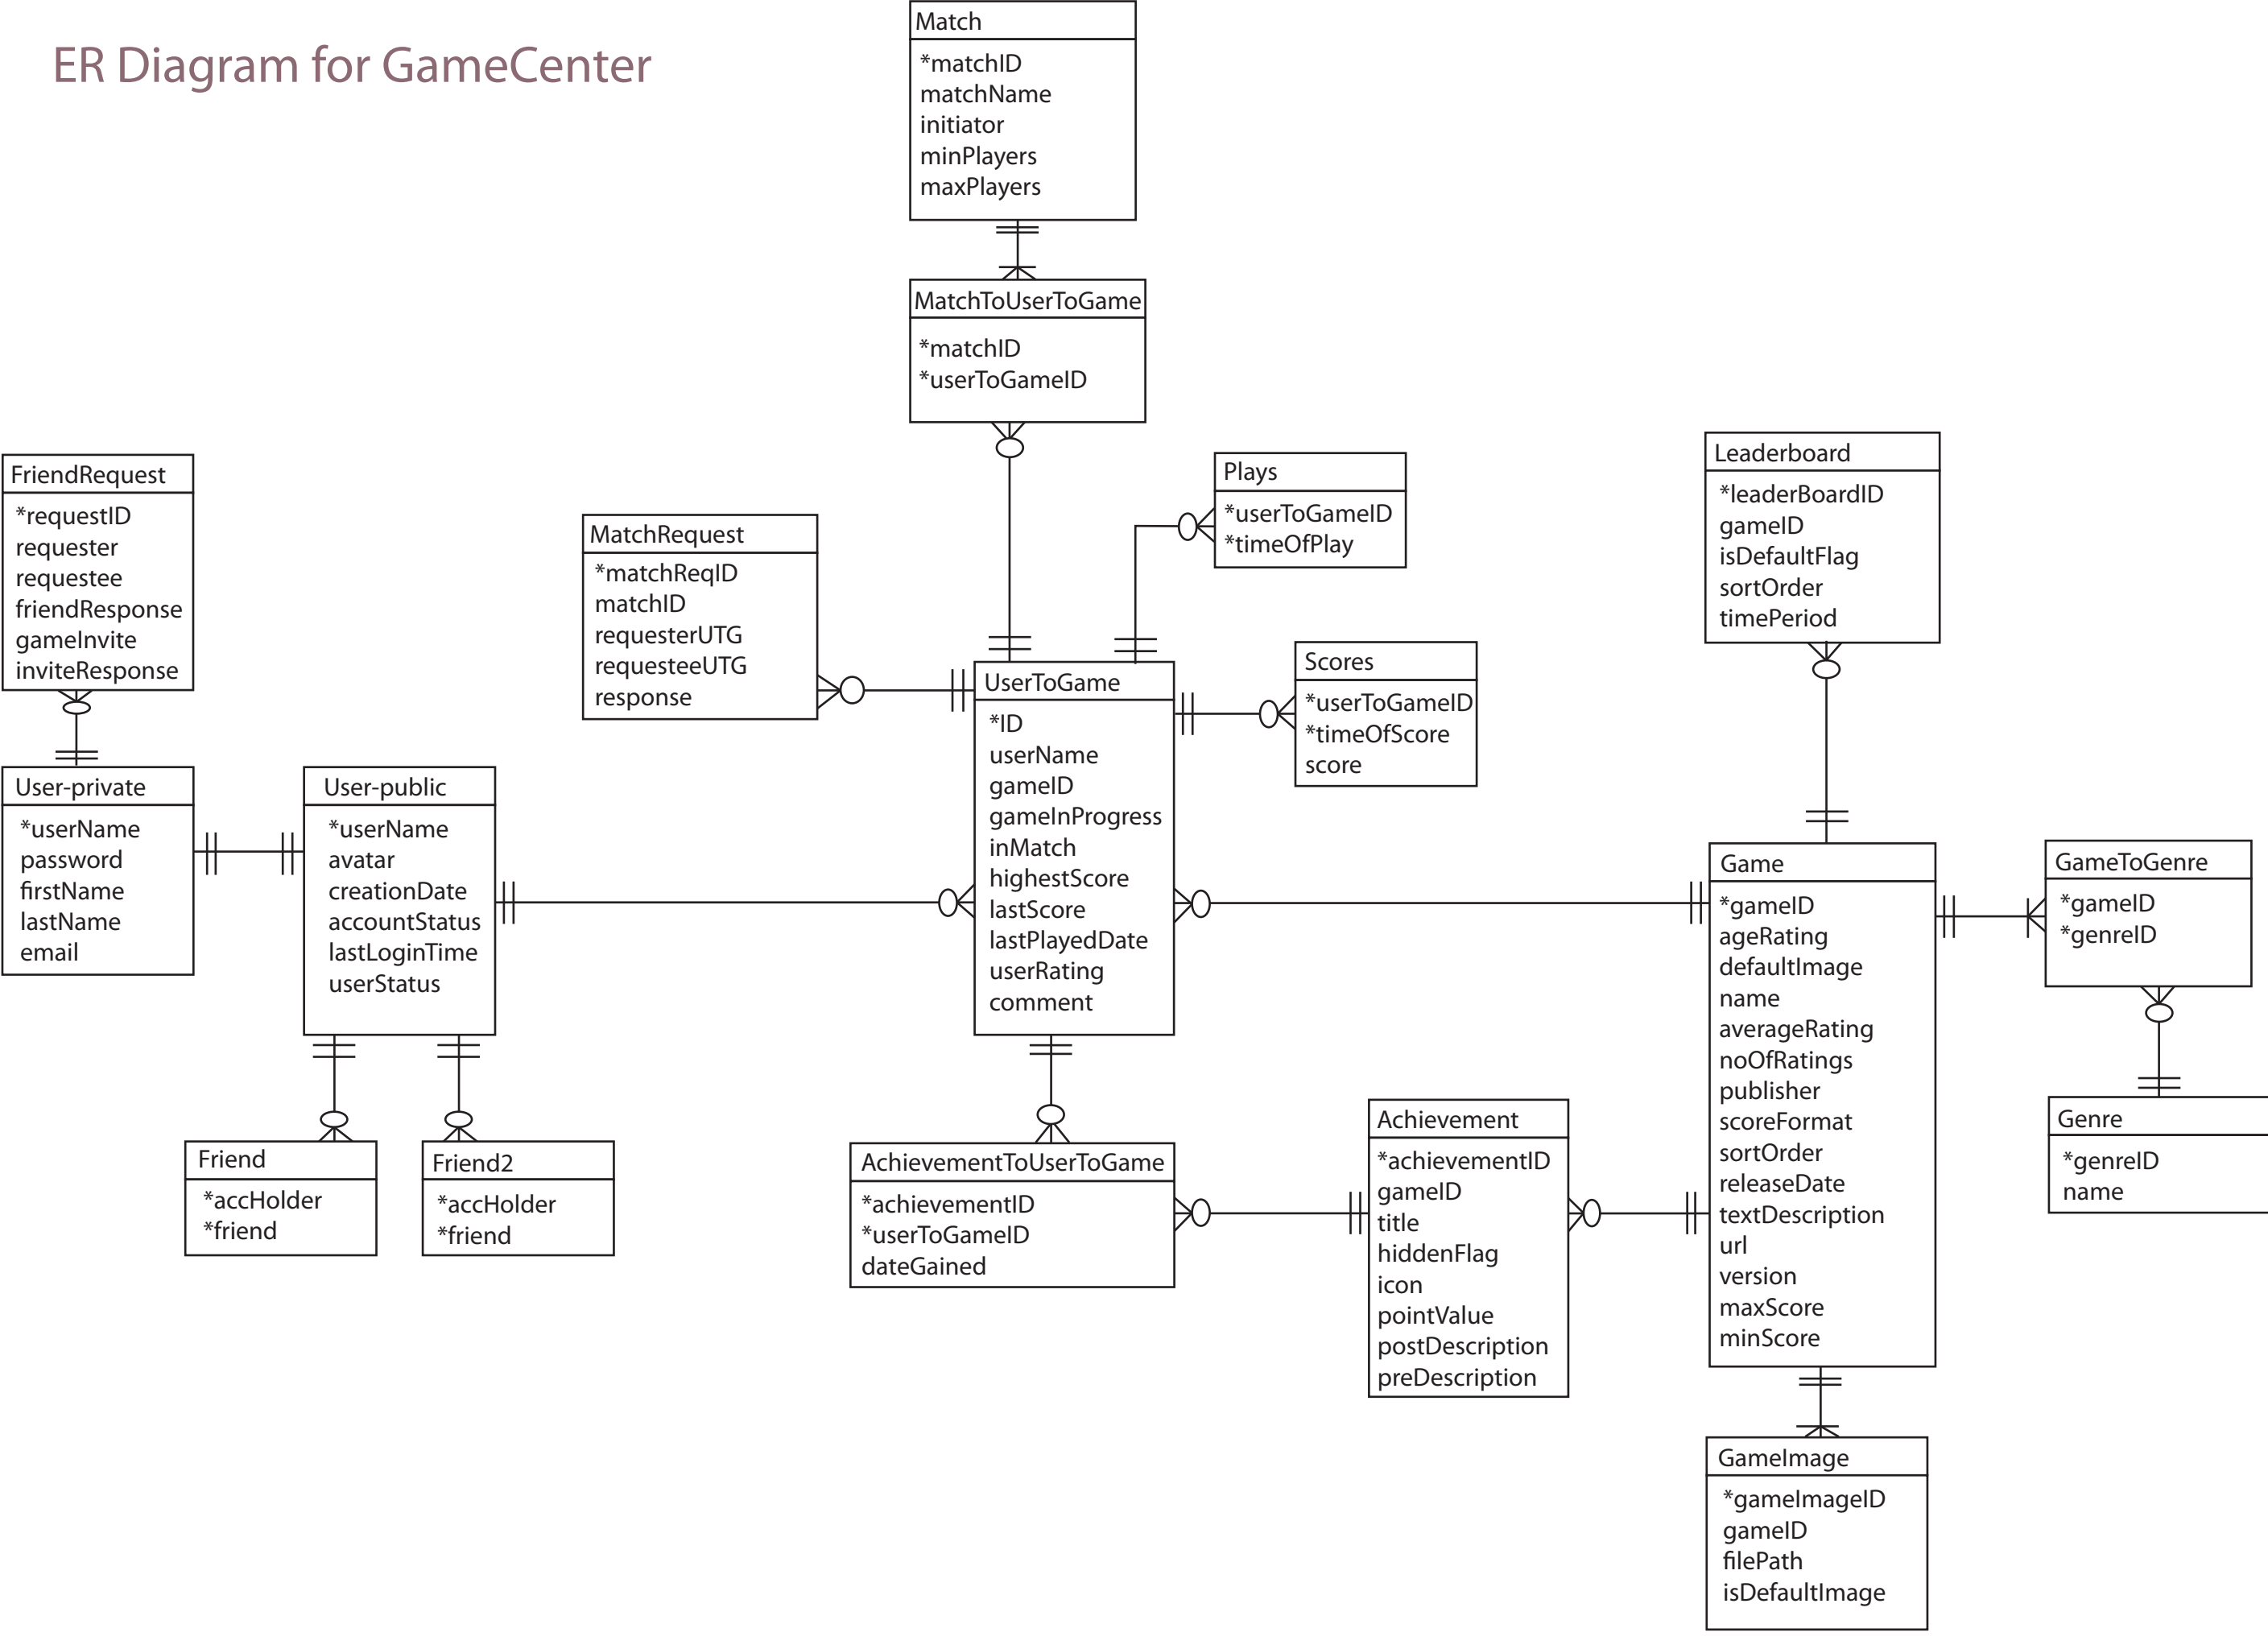 ER Diagram for GameCenter
Match
*matchID
matchName
initiator
minPlayers
maxPlayers
MatchToUserToGame
*matchID
*userToGameID
FriendRequest
*requestID
requester
requestee
friendResponse
gameInvite
inviteResponse
MatchRequest
*matchReqID
matchID
requesterUTG
requesteeUTG
response
Plays
*userToGameID
*timeOfPlay
Leaderboard
*leaderBoardID
gameID
isDefaultFlag
sortOrder
timePeriod
Scores
*userToGameID
*timeOfScore
score
UserToGame
*ID
userName
gameID
gameInProgress
inMatch
highestScore
lastScore
lastPlayedDate
userRating
comment
User-private
*userName
password
firstName
lastName
email
User-public
*userName
avatar
creationDate
accountStatus
lastLoginTime
userStatus
Game
*gameID
ageRating
defaultImage
name
averageRating
noOfRatings
publisher
scoreFormat
sortOrder
releaseDate
textDescription
url
version
maxScore
minScore
GameToGenre
*gameID
*genreID
Genre
*genreID
name
Friend
*accHolder
*friend
Friend2
*accHolder
*friend
AchievementToUserToGame
*achievementID
*userToGameID
dateGained
Achievement
*achievementID
gameID
title
hiddenFlag
icon
pointValue
postDescription
preDescription
GameImage
*gameImageID
gameID
filePath
isDefaultImage